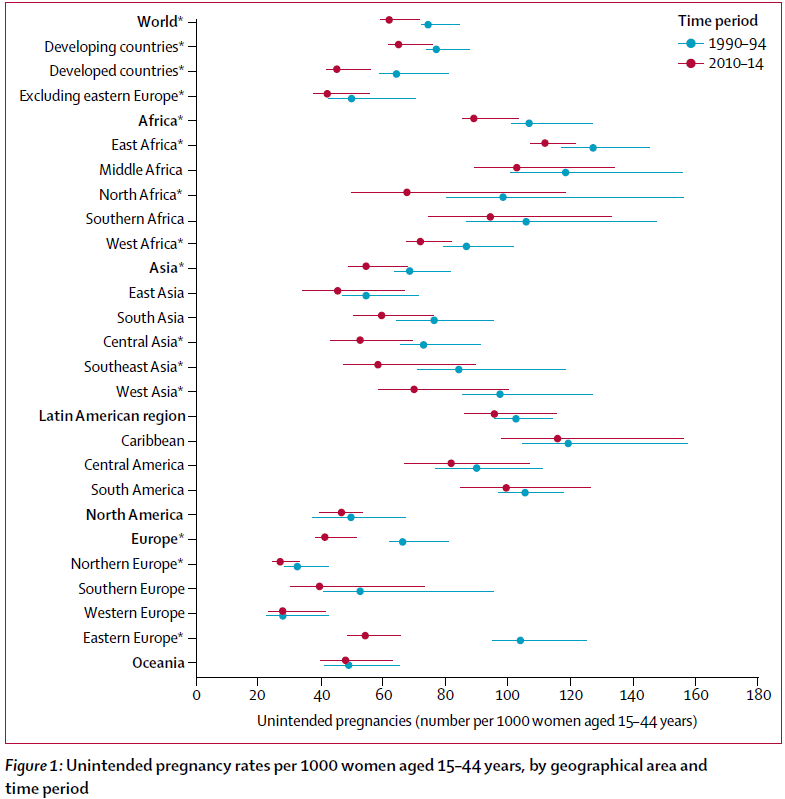 World*
Developing countries*
Developed countries*
Excluding eastern Europe*
Africa*
East Africa*
Middle Africa
North Africa*
Southern Africa
West Africa*
Asia*
East Asia
South Asia
Central Asia*
Southeast Asia*
West Asia*
Latin American region
Caribbean
Central America
South America
North America
Europe*
Northern Europe*
Southern Europe
Western Europe
Eastern Europe*
Oceania
Time period
1990–94
2010–14
0 20 40 60 80 100 120 140 160 180
Unintended pregnancies (number per 1000 women aged 15–44 years)
Figure 1: Unintended pregnancy rates per 1000 women aged 15–44 years, by geographical area and
time period